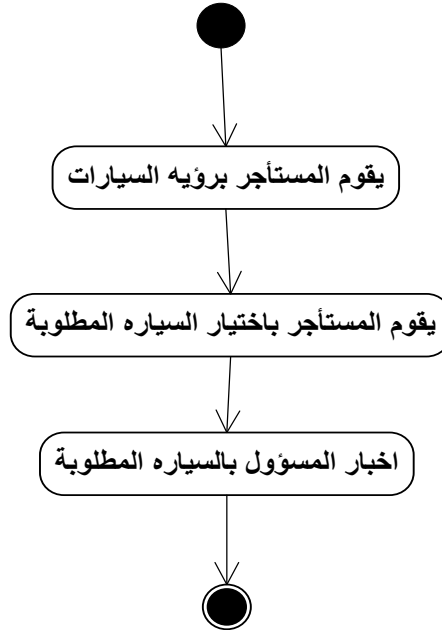 يقوم المستأجر برؤيه السيارات
يقوم المستأجر باختيار السياره المطلوبة
اخبار المسؤول بالسياره المطلوبة